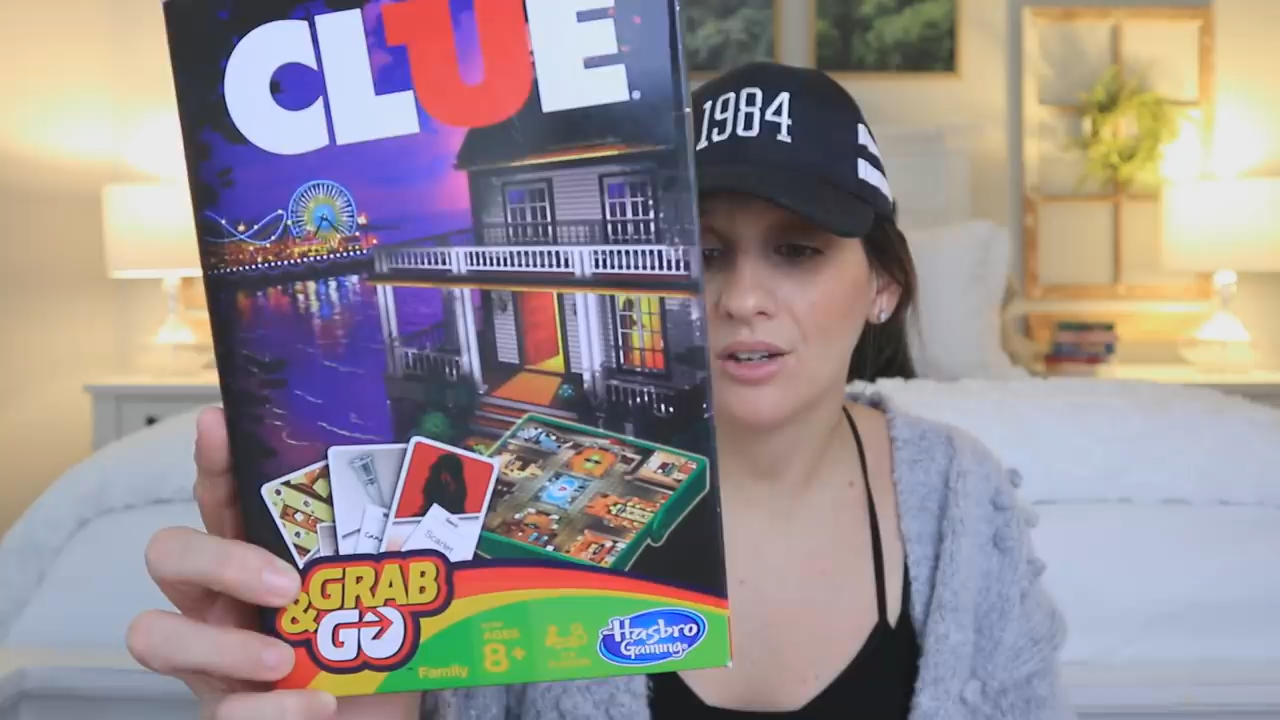 CLUE
1984
Scarlet
& GRAB
GO
AGES
8+
Family
Hasbro
Gaming